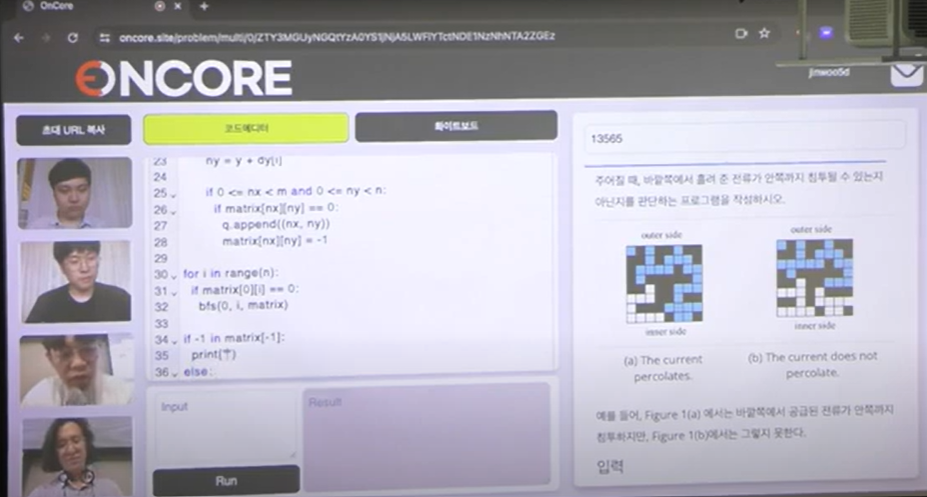 OnCore
oncore.site/problem/multi/0/ZTY3MGUyNGQtYzA0YS1jNjA5LWFiYTctNDE1NzNhNTA2ZGEz
ONCORE
jimwoo5d
초대 URL 복사
코드에디터
화이트보드
23 ny = y + dy[i]
24
25 if 0 <= nx < m and 0 <= ny < n:
26 if matrix[nx][ny] == 0:
27 q.append((nx, ny))
28 matrix[nx][ny] = -1
29
30 for i in range(n):
31 if matrix[0][i] == 0:
32 bfs(0, i, matrix)
33
34 if -1 in matrix[-1]:
35 print('')
36 else:
Input
Result
Run
13565
주어질 때, 바깥쪽에서 흘려 준 전류가 안쪽까지 침투될 수 있는지
아닌지를 판단하는 프로그램을 작성하시오.
outer side
inner side
(a) The current
percolates.
outer side
inner side
(b) The current does not
percolate.
예를 들어, Figure 1(a) 에서는 바깥쪽에서 공급된 전류가 안쪽까지
침투하지만, Figure 1(b)에서는 그렇지 못한다.
입력